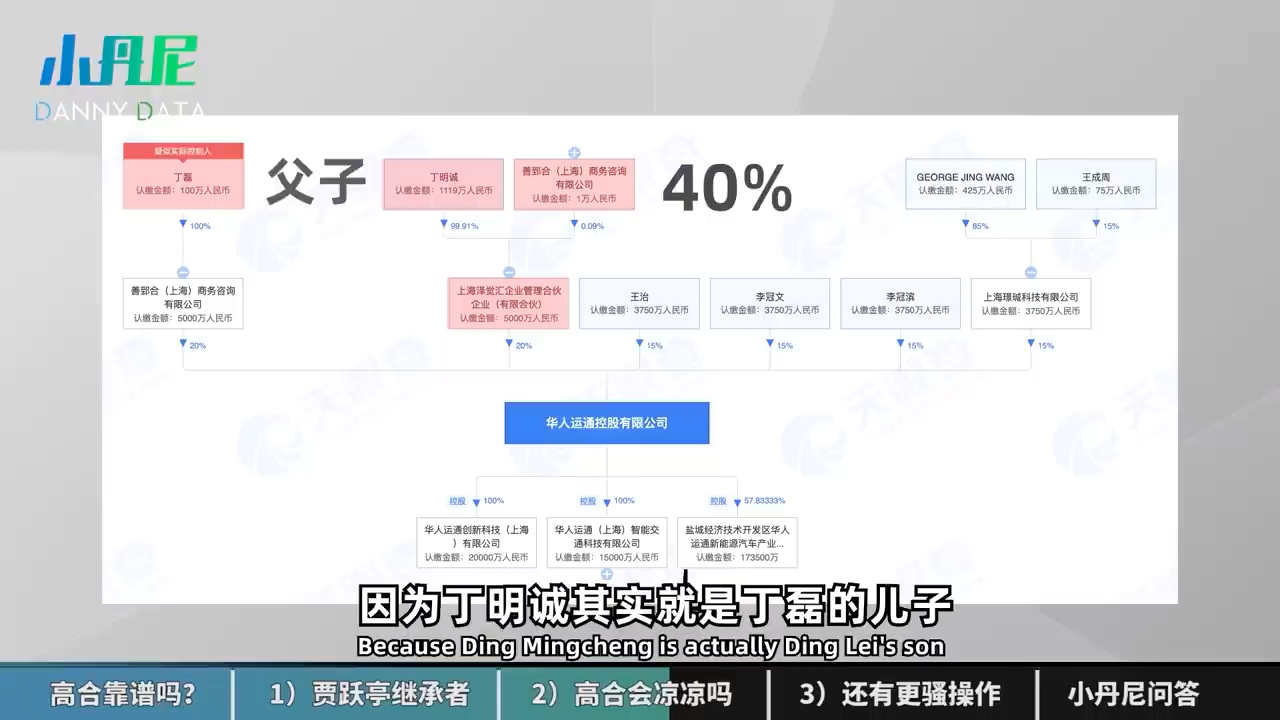 小丹尼
DANNY DATA
疑似实际控制人
丁磊
认缴金额：100万人民币
父子
丁明诚
认缴金额：1119万人民币
善郅合（上海）商务咨询
有限公司
认缴金额：1万人民币
40%
GEORGE JING WANG
认缴金额：425万人民币
王成周
认缴金额：75万人民币
100%
99.91%
0.09%
85%
15%
善郅合（上海）商务咨询
有限公司
认缴金额：5000万人民币
上海泽觉汇企业管理合伙
企业（有限合伙）
认缴金额：5000万人民币
王治
认缴金额：3750万人民币
李冠文
认缴金额：3750万人民币
李冠滨
认缴金额：3750万人民币
上海璟珹科技有限公司
认缴金额：3750万人民币
20%
20%
15%
15%
15%
15%
华人运通控股有限公司
控股
100%
控股
100%
控股
57.83333%
华人运通创新科技（上海
）有限公司
认缴金额：20000万人民币
华人运通（上海）智能交
通科技有限公司
认缴金额：15000万人民币
盐城经济技术开发区华人
运通新能源汽车产业...
认缴金额：173500万
因为丁明诚其实就是丁磊的儿子
Because Ding Mingcheng is actually Ding Lei's son
高合靠谱吗？
1）贾跃亭继承者
2）高合会凉凉吗
3）还有更骚操作
小丹尼问答